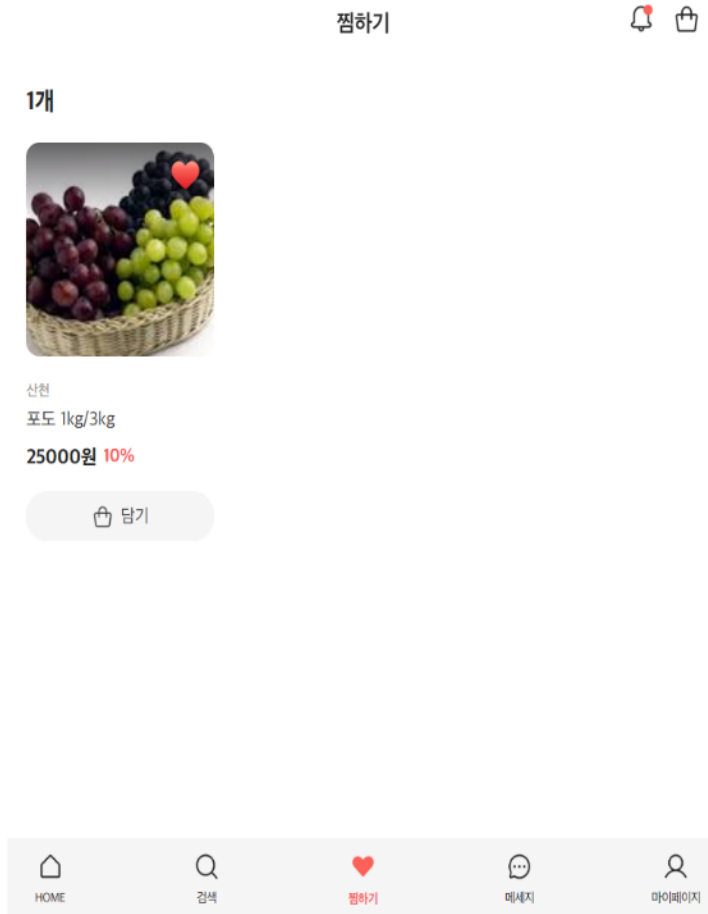 찜하기
1개
산천
포도 1kg/3kg
25000원 10%
담기
HOME 검색 찜하기 메세지 마이페이지